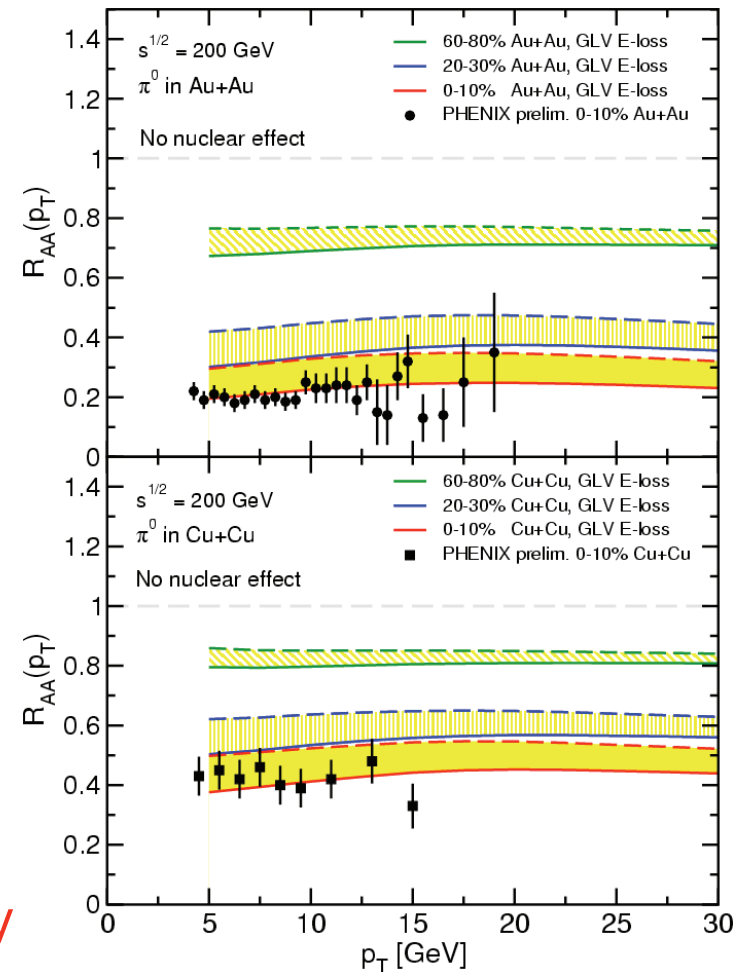 1.4
1.2
1
0.8
0.6
0.4
0.2
0
R_AA(p_T)
s^1/2 = 200 GeV
π^0 in Au+Au
No nuclear effect
60-80% Au+Au, GLV E-loss
20-30% Au+Au, GLV E-loss
0-10% Au+Au, GLV E-loss
PHENIX prelim. 0-10% Au+Au
1.4
1.2
1
0.8
0.6
0.4
0.2
0
R_AA(p_T)
s^1/2 = 200 GeV
π^0 in Cu+Cu
No nuclear effect
60-80% Cu+Cu, GLV E-loss
20-30% Cu+Cu, GLV E-loss
0-10% Cu+Cu, GLV E-loss
PHENIX prelim. 0-10% Cu+Cu
0 5 10 15 20 25 30
p_T [GeV]